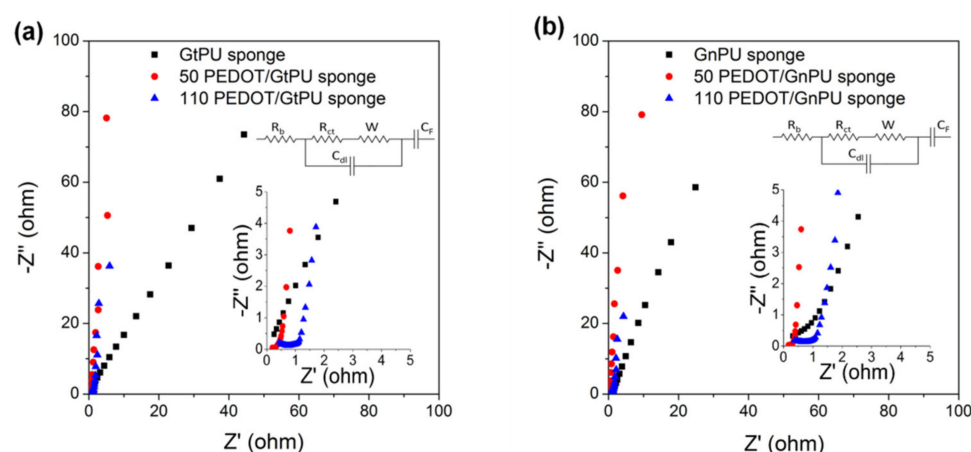 (a)
100
80
60
40
20
0
-Z″ (ohm)
GtPU sponge
50 PEDOT/GtPU sponge
110 PEDOT/GtPU sponge
R_b R_ct W C_F
C_dl
5
4
3
2
1
0
-Z″ (ohm)
0 1 2 3 4 5
Z' (ohm)
0 20 40 60 80 100
Z' (ohm)
(b)
100
80
60
40
20
0
-Z″ (ohm)
GnPU sponge
50 PEDOT/GnPU sponge
110 PEDOT/GnPU sponge
R_b R_ct W C_F
C_dl
5
4
3
2
1
0
-Z″ (ohm)
0 1 2 3 4 5
Z' (ohm)
0 20 40 60 80 100
Z' (ohm)